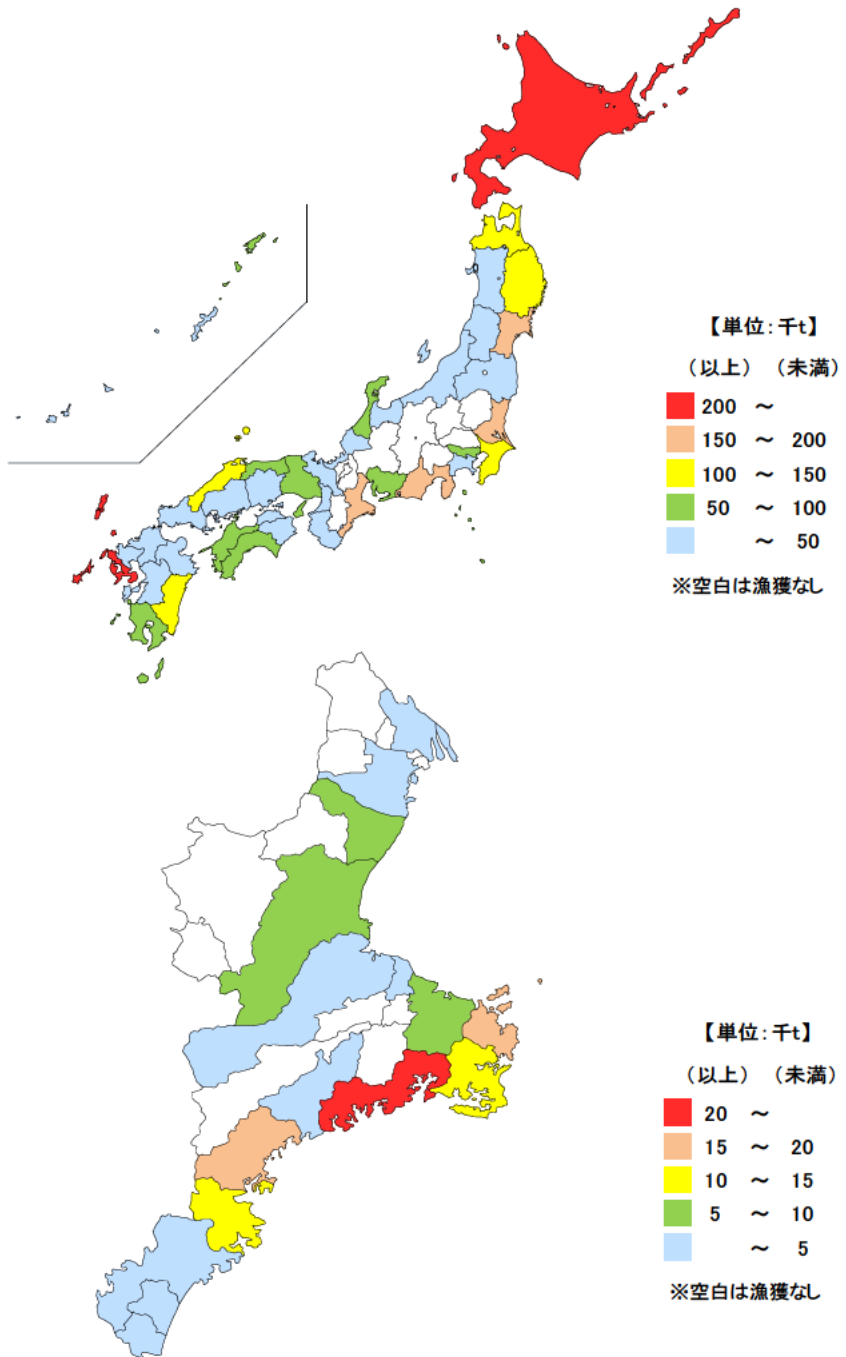 【単位：千t】
（以上） （未満）
200 ～
150 ～ 200
100 ～ 150
50 ～ 100
～ 50
※空白は漁獲なし
【単位：千t】
（以上） （未満）
20 ～
15 ～ 20
10 ～ 15
5 ～ 10
～ 5
※空白は漁獲なし